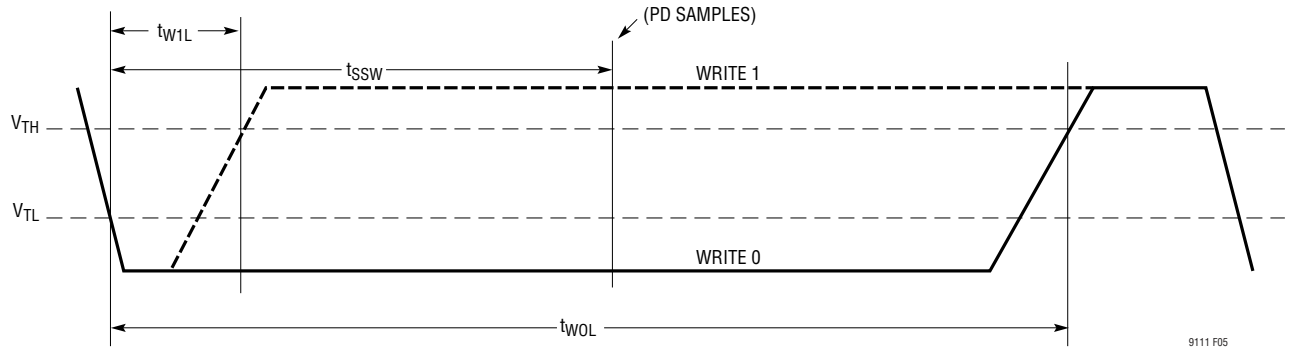 (PD SAMPLES)
tW1L
tSSW
WRITE 1
VTH
VTL
WRITE 0
tW0L
9111 F05